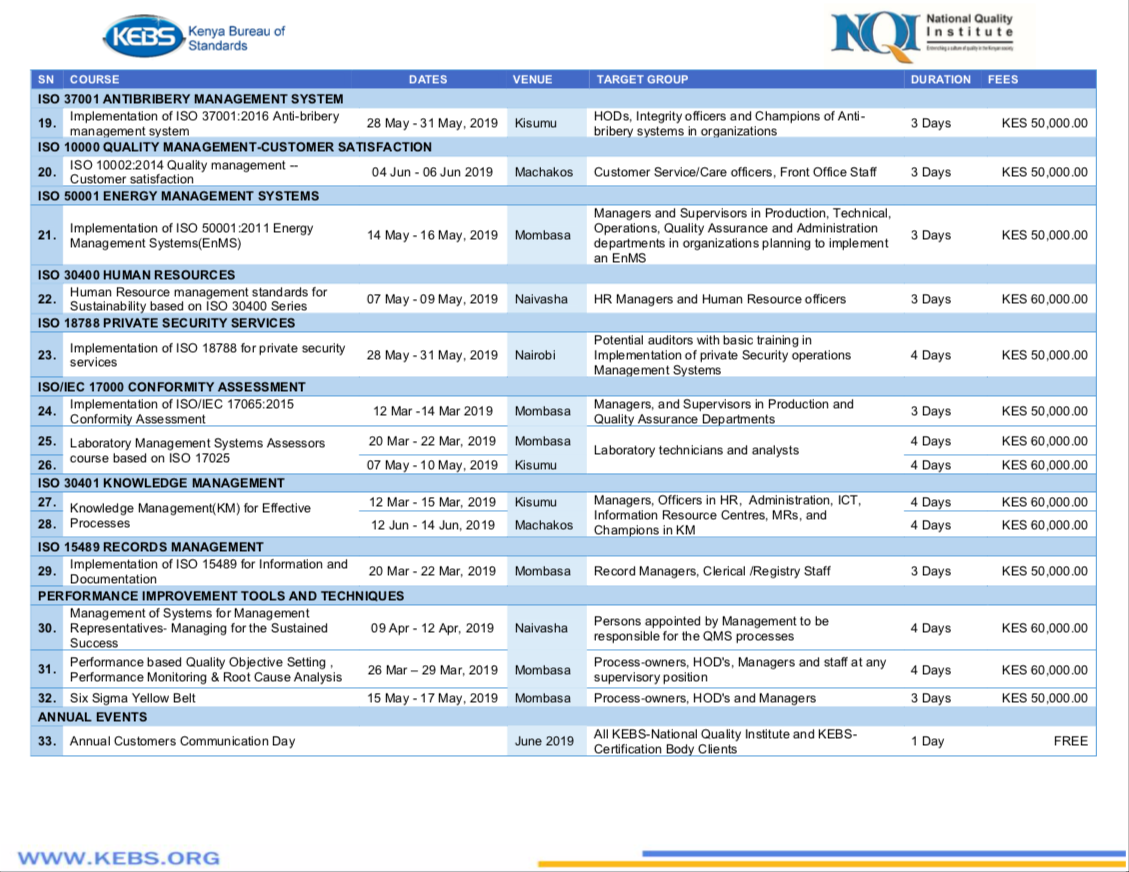 KEBS Kenya Bureau of
Standards
NQI National Quality
Institute
SN COURSE DATES VENUE TARGET GROUP DURATION FEES
ISO 37001 ANTIBRIBERY MANAGEMENT SYSTEM
19. Implementation of ISO 37001:2016 Anti-bribery
management system 28 May - 31 May, 2019 Kisumu HODs, Integrity officers and Champions of Anti-
bribery systems in organizations 3 Days KES 50,000.00
ISO 10000 QUALITY MANAGEMENT-CUSTOMER SATISFACTION
20. ISO 10002:2014 Quality management --
Customer satisfaction 04 Jun - 06 Jun 2019 Machakos Customer Service/Care officers, Front Office Staff 3 Days KES 50,000.00
ISO 50001 ENERGY MANAGEMENT SYSTEMS
21. Implementation of ISO 50001:2011 Energy
Management Systems(EnMS) 14 May - 16 May, 2019 Mombasa Managers and Supervisors in Production, Technical,
Operations, Quality Assurance and Administration
departments in organizations planning to implement
an EnMS 3 Days KES 50,000.00
ISO 30400 HUMAN RESOURCES
22. Human Resource management standards for
Sustainability based on ISO 30400 Series 07 May - 09 May, 2019 Naivasha HR Managers and Human Resource officers 3 Days KES 60,000.00
ISO 18788 PRIVATE SECURITY SERVICES
23. Implementation of ISO 18788 for private security
services 28 May - 31 May, 2019 Nairobi Potential auditors with basic training in
Implementation of private Security operations
Management Systems 4 Days KES 50,000.00
ISO/IEC 17000 CONFORMITY ASSESSMENT
24. Implementation of ISO/IEC 17065:2015
Conformity Assessment 12 Mar -14 Mar 2019 Mombasa Managers, and Supervisors in Production and
Quality Assurance Departments 3 Days KES 50,000.00
25. Laboratory Management Systems Assessors
course based on ISO 17025 20 Mar - 22 Mar, 2019 Mombasa Laboratory technicians and analysts 4 Days KES 60,000.00
26. 07 May - 10 May, 2019 Kisumu 4 Days KES 60,000.00
ISO 30401 KNOWLEDGE MANAGEMENT
27. Knowledge Management(KM) for Effective
Processes 12 Mar - 15 Mar, 2019 Kisumu Managers, Officers in HR, Administration, ICT,
Information Resource Centres, MRs, and
Champions in KM 4 Days KES 60,000.00
28. 12 Jun - 14 Jun, 2019 Machakos 4 Days KES 60,000.00
ISO 15489 RECORDS MANAGEMENT
29. Implementation of ISO 15489 for Information and
Documentation 20 Mar - 22 Mar, 2019 Mombasa Record Managers, Clerical /Registry Staff 3 Days KES 50,000.00
PERFORMANCE IMPROVEMENT TOOLS AND TECHNIQUES
30. Management of Systems for Management
Representatives- Managing for the Sustained
Success 09 Apr - 12 Apr, 2019 Naivasha Persons appointed by Management to be
responsible for the QMS processes 4 Days KES 60,000.00
31. Performance based Quality Objective Setting ,
Performance Monitoring & Root Cause Analysis 26 Mar – 29 Mar, 2019 Mombasa Process-owners, HOD's, Managers and staff at any
supervisory position 4 Days KES 60,000.00
32. Six Sigma Yellow Belt 15 May - 17 May, 2019 Mombasa Process-owners, HOD's and Managers 3 Days KES 50,000.00
ANNUAL EVENTS
33. Annual Customers Communication Day June 2019 All KEBS-National Quality Institute and KEBS-
Certification Body Clients 1 Day FREE
WWW.KEBS.ORG